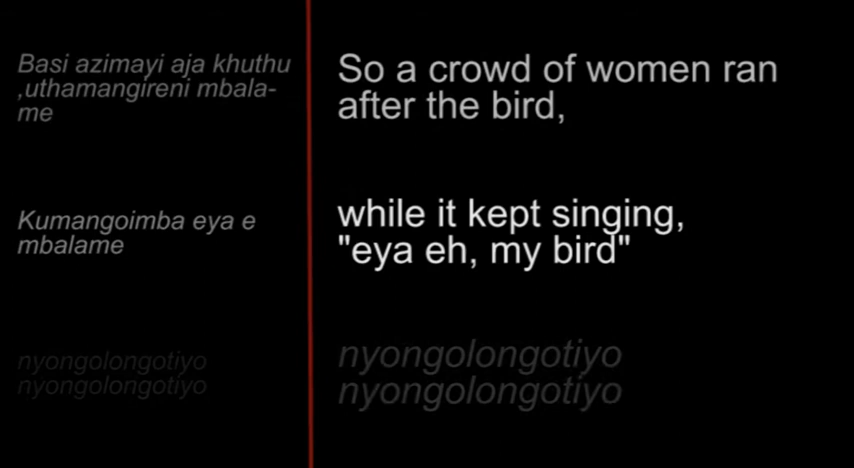 Basi azimayi aja khuthu
,uthamangireni mbala-
me
Kumangoimba eya e
mbalame
nyongolongotiyo
nyongolongotiyo
So a crowd of women ran
after the bird,
while it kept singing,
"eya eh, my bird"
nyongolongotiyo
nyongolongotiyo